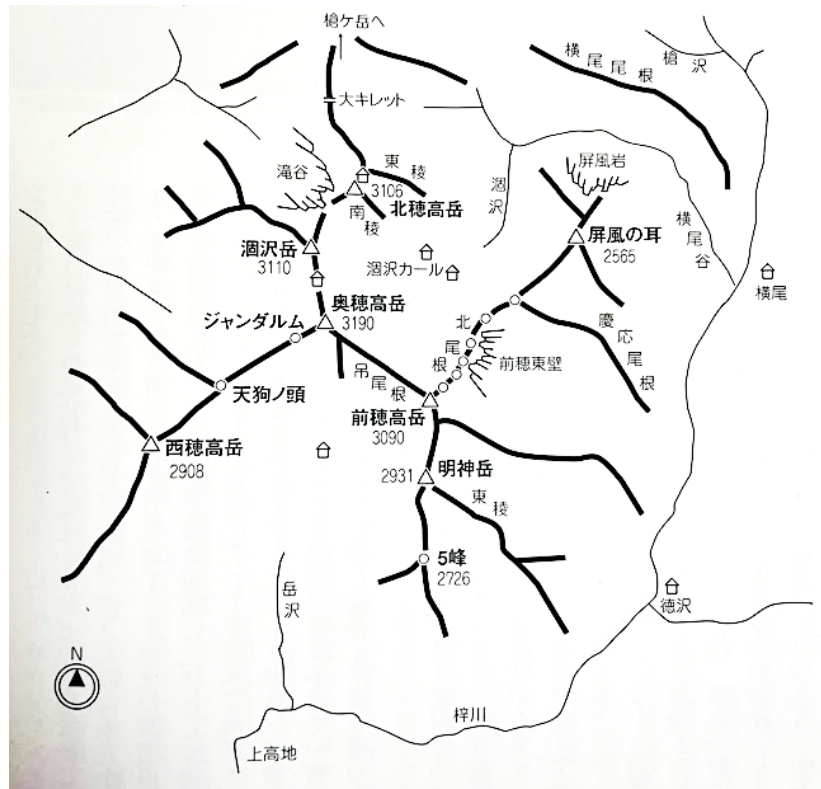 槍ケ岳へ
横尾尾根
槍沢
大キレット
滝谷
東稜
3106
北穂高岳
南稜
涸沢
屏風岩
屏風の耳
2565
横尾谷
横尾
涸沢岳
3110
涸沢カール
奥穂高岳
3190
ジャンダルム
天狗ノ頭
西穂高岳
2908
吊尾根
北尾根
前穂東壁
慶応尾根
前穂高岳
3090
明神岳
2931
東稜
5峰
2726
岳沢
徳沢
梓川
上高地
N